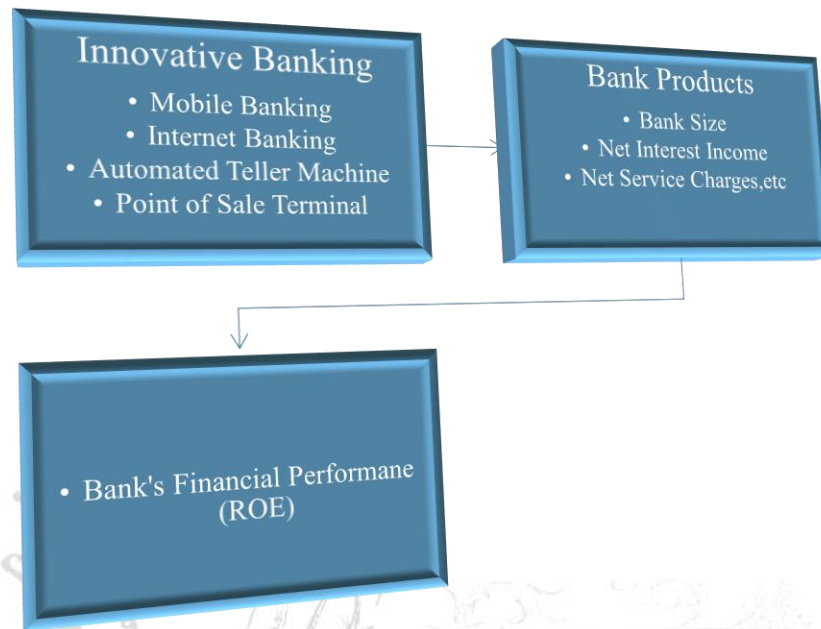 Innovative Banking
• Mobile Banking
• Internet Banking
• Automated Teller Machine
• Point of Sale Terminal
Bank Products
• Bank Size
• Net Interest Income
• Net Service Charges,etc
• Bank's Financial Performane
(ROE)